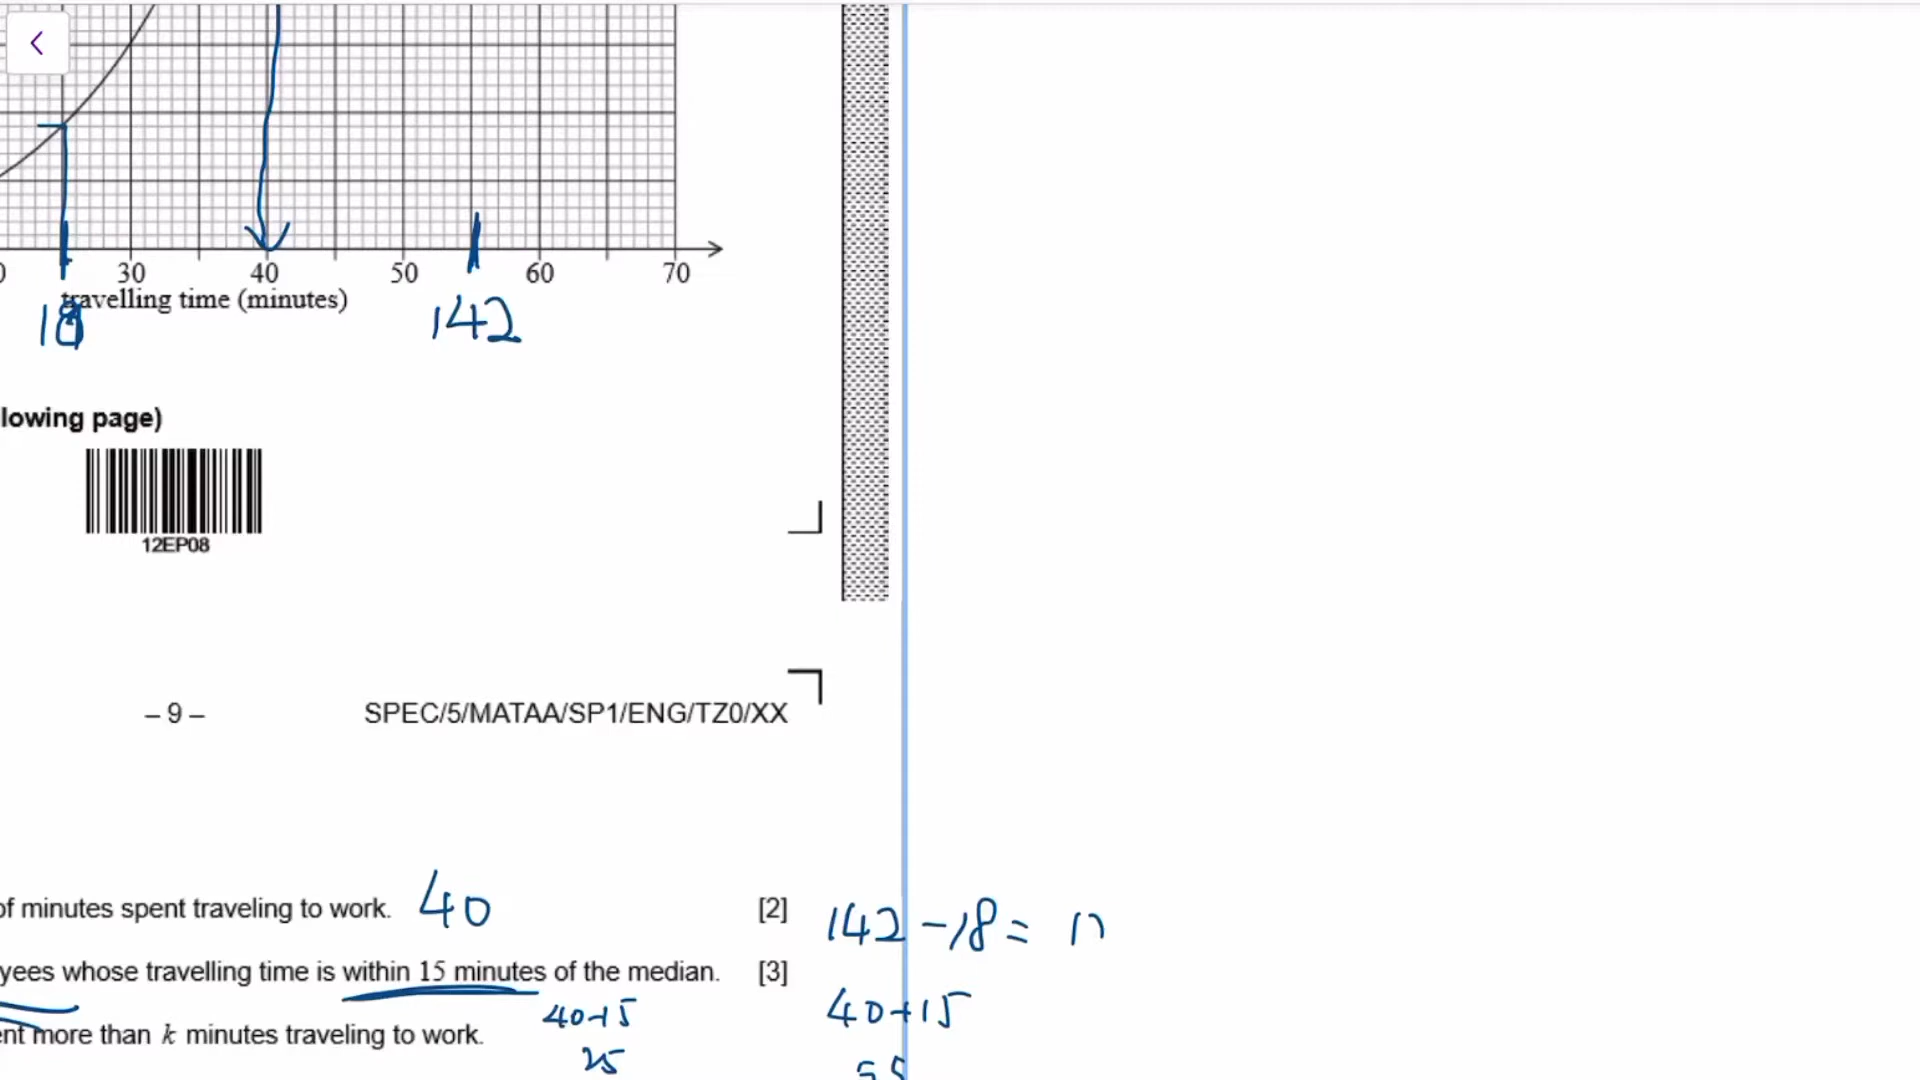 30 40 50 60 70
travelling time (minutes)
18 142
lowing page)
12EP08
– 9 –
SPEC/5/MATAA/SP1/ENG/TZ0/XX
of minutes spent traveling to work. 40 [2] 142 - 18 =
yees whose travelling time is within 15 minutes of the median. [3]
40-15 40+15
nt more than k minutes traveling to work.
25 55